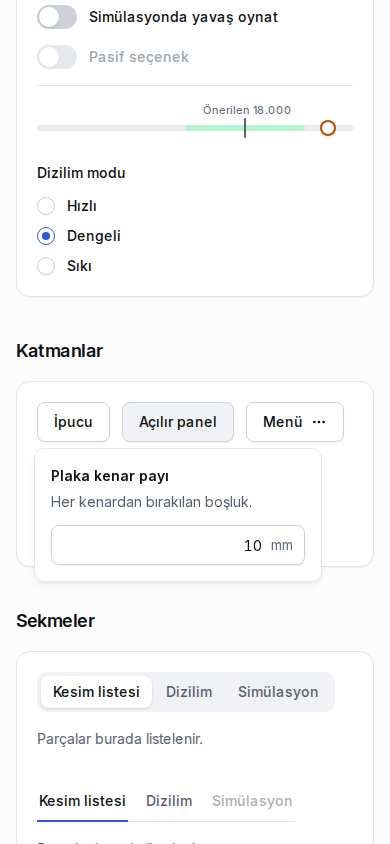 Simülasyonda yavaş oynat
Pasif seçenek
Önerilen 18.000
Dizilim modu
Hızlı
Dengeli
Sıkı
Katmanlar
İpucu
Açılır panel
Menü ···
Plaka kenar payı
Her kenardan bırakılan boşluk.
10 mm
Sekmeler
Kesim listesi
Dizilim
Simülasyon
Parçalar burada listelenir.
Kesim listesi
Dizilim
Simülasyon